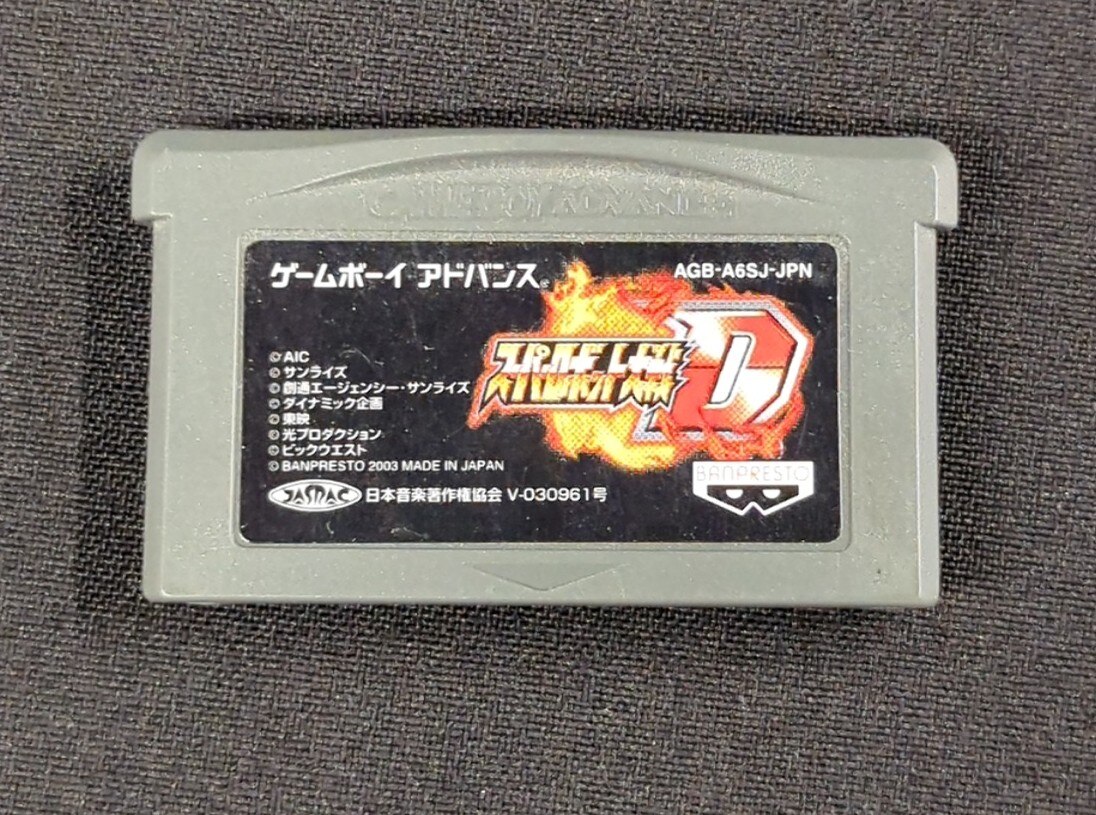 GAME BOY ADVANCE
ゲームボーイ アドバンス®
AGB-A6SJ-JPN
スーパーロボット大戦
D
© AIC
© サンライズ
© 創通エージェンシー・サンライズ
© ダイナミック企画
© 東映
© 光プロダクション
© ビックウエスト
© BANPRESTO 2003 MADE IN JAPAN
BANPRESTO
JASRAC 日本音楽著作権協会 V-030961号